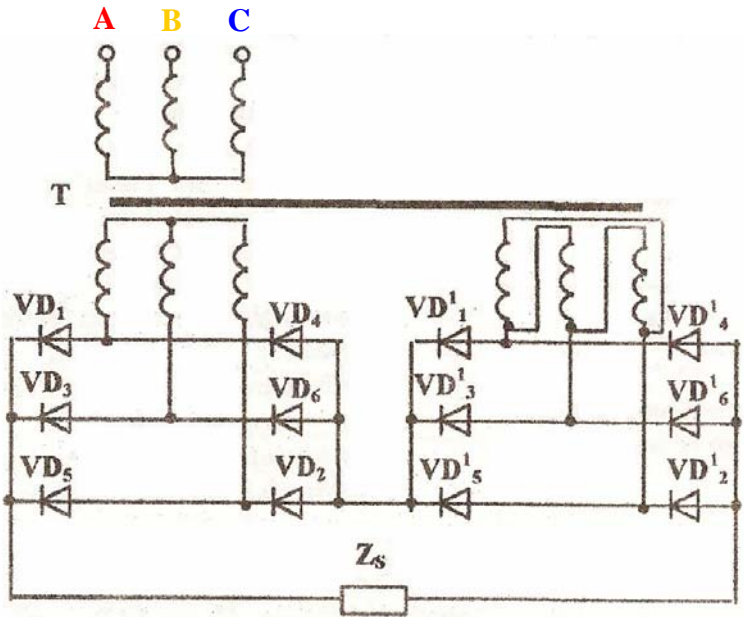 A B C
T
VD₁ VD₄ VD¹₁ VD¹₄
VD₃ VD₆ VD¹₃ VD¹₆
VD₅ VD₂ VD¹₅ VD¹₂
Zs